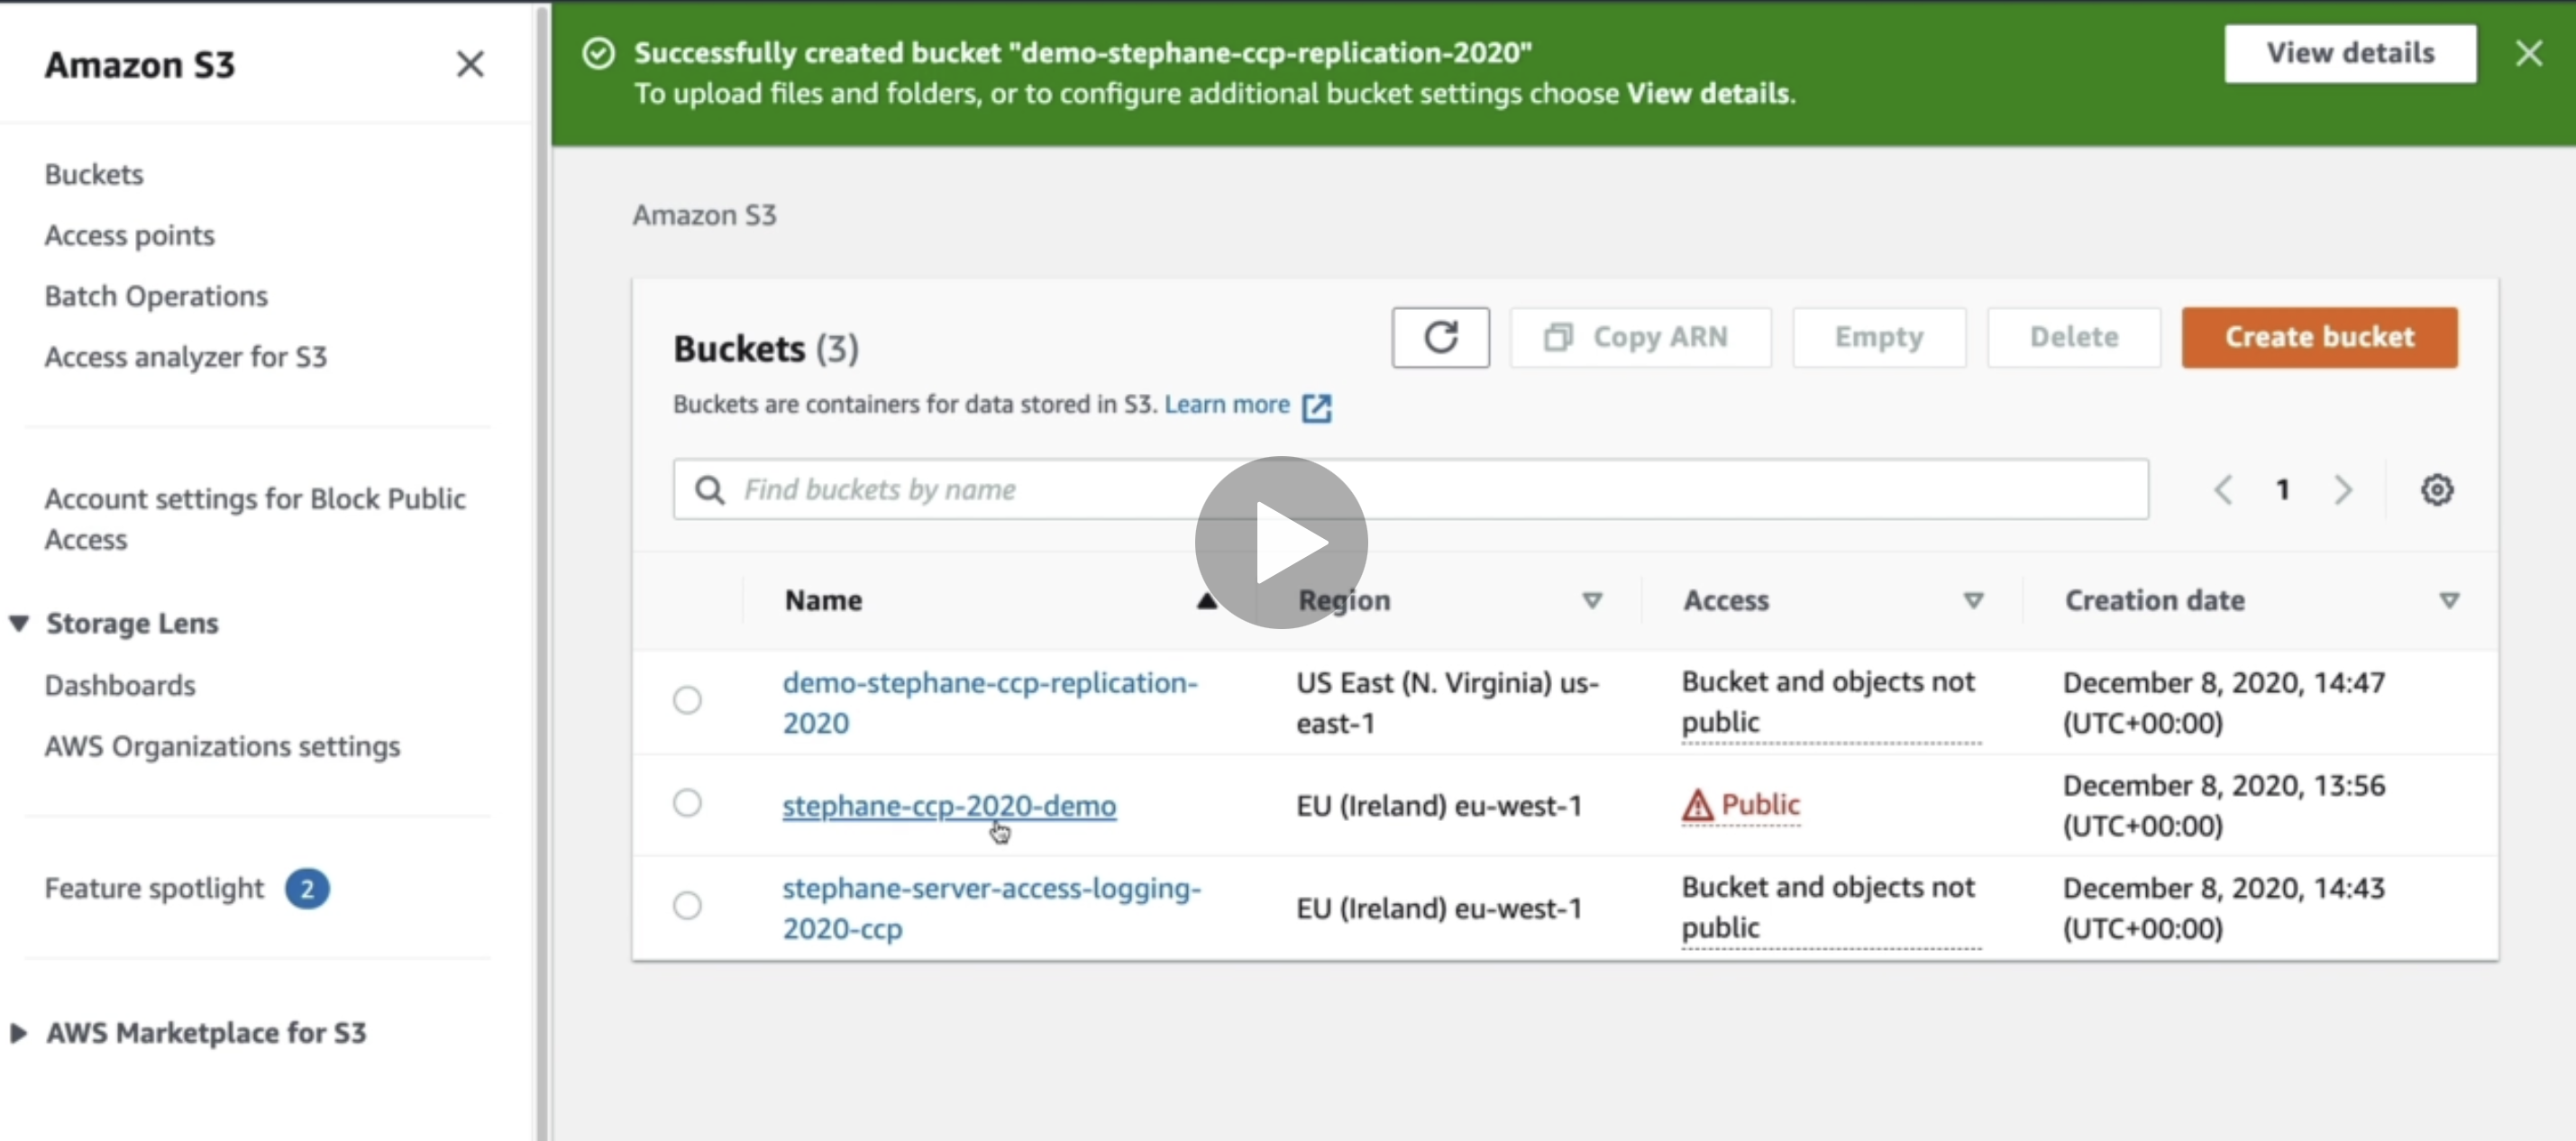 Amazon S3
Buckets
Access points
Batch Operations
Access analyzer for S3
Account settings for Block Public
Access
Storage Lens
Dashboards
AWS Organizations settings
Feature spotlight 2
AWS Marketplace for S3
Successfully created bucket "demo-stephane-ccp-replication-2020"
To upload files and folders, or to configure additional bucket settings choose View details.
View details
Amazon S3
Buckets (3)
Copy ARN
Empty
Delete
Create bucket
Buckets are containers for data stored in S3. Learn more
Find buckets by name
1
Name Region Access Creation date
demo-stephane-ccp-replication-
2020
US East (N. Virginia) us-
east-1
Bucket and objects not
public
December 8, 2020, 14:47
(UTC+00:00)
stephane-ccp-2020-demo
EU (Ireland) eu-west-1
Public
December 8, 2020, 13:56
(UTC+00:00)
stephane-server-access-logging-
2020-ccp
EU (Ireland) eu-west-1
Bucket and objects not
public
December 8, 2020, 14:43
(UTC+00:00)